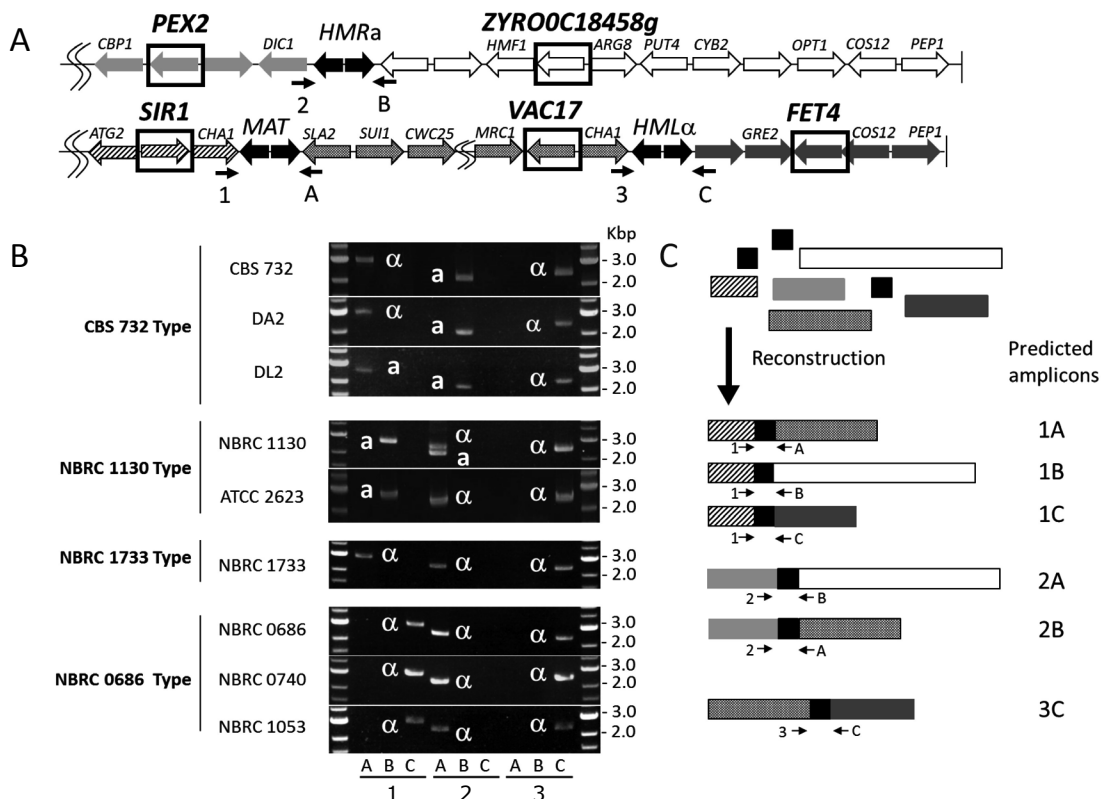 A
PEX2
ZYRO0C18458g
CBP1 DIC1 HMRa HMF1 ARG8 PUT4 CYB2 OPT1 COS12 PEP1
2 B
SIR1 VAC17 FET4
ATG2 CHA1 MAT SLA2 SUI1 CWC25 MRC1 CHA1 HMLα GRE2 COS12 PEP1
1 A 3 C
B
Kbp
CBS 732 Type
CBS 732 α a α - 3.0
- 2.0
DA2 α a α - 3.0
- 2.0
DL2 a a α - 3.0
- 2.0
NBRC 1130 Type
NBRC 1130 a α a - 3.0
- 2.0
ATCC 2623 a α α - 3.0
- 2.0
NBRC 1733 Type
NBRC 1733 α α α - 3.0
- 2.0
NBRC 0686 Type
NBRC 0686 α α α - 3.0
- 2.0
NBRC 0740 α α α - 3.0
- 2.0
NBRC 1053 α α α - 3.0
- 2.0
A B C A B C A B C
1 2 3
C
Reconstruction
Predicted
amplicons
1A
1 A
1B
1 B
1C
1 C
2A
2 B
2B
2 A
3C
3 C